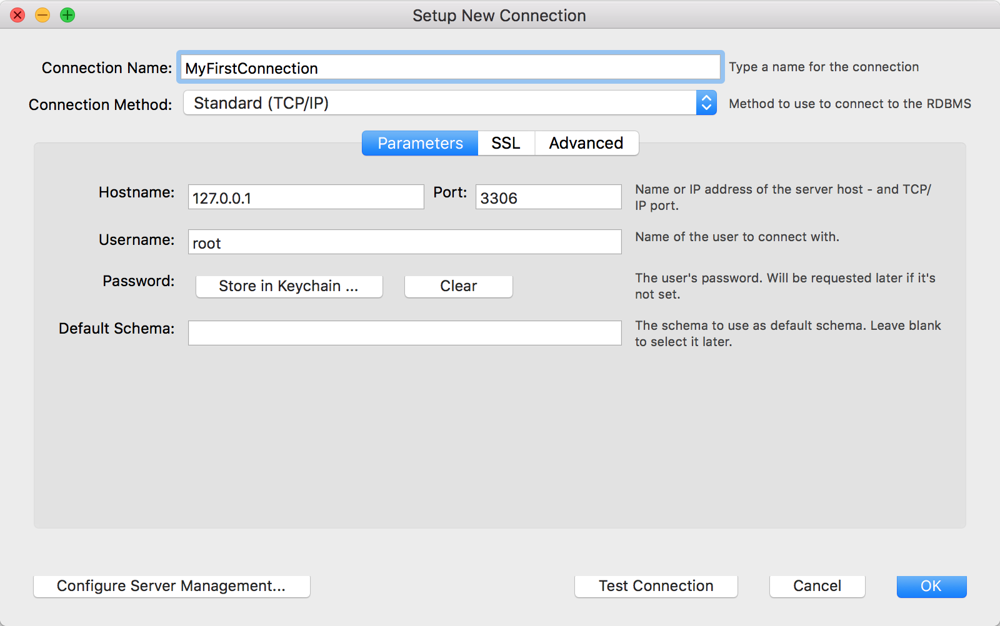 Setup New Connection
Connection Name: MyFirstConnection Type a name for the connection
Connection Method: Standard (TCP/IP) Method to use to connect to the RDBMS
Parameters SSL Advanced
Hostname: 127.0.0.1 Port: 3306 Name or IP address of the server host - and TCP/
IP port.
Username: root Name of the user to connect with.
Password: Store in Keychain ... Clear The user's password. Will be requested later if it's
not set.
Default Schema: The schema to use as default schema. Leave blank
to select it later.
Configure Server Management... Test Connection Cancel OK